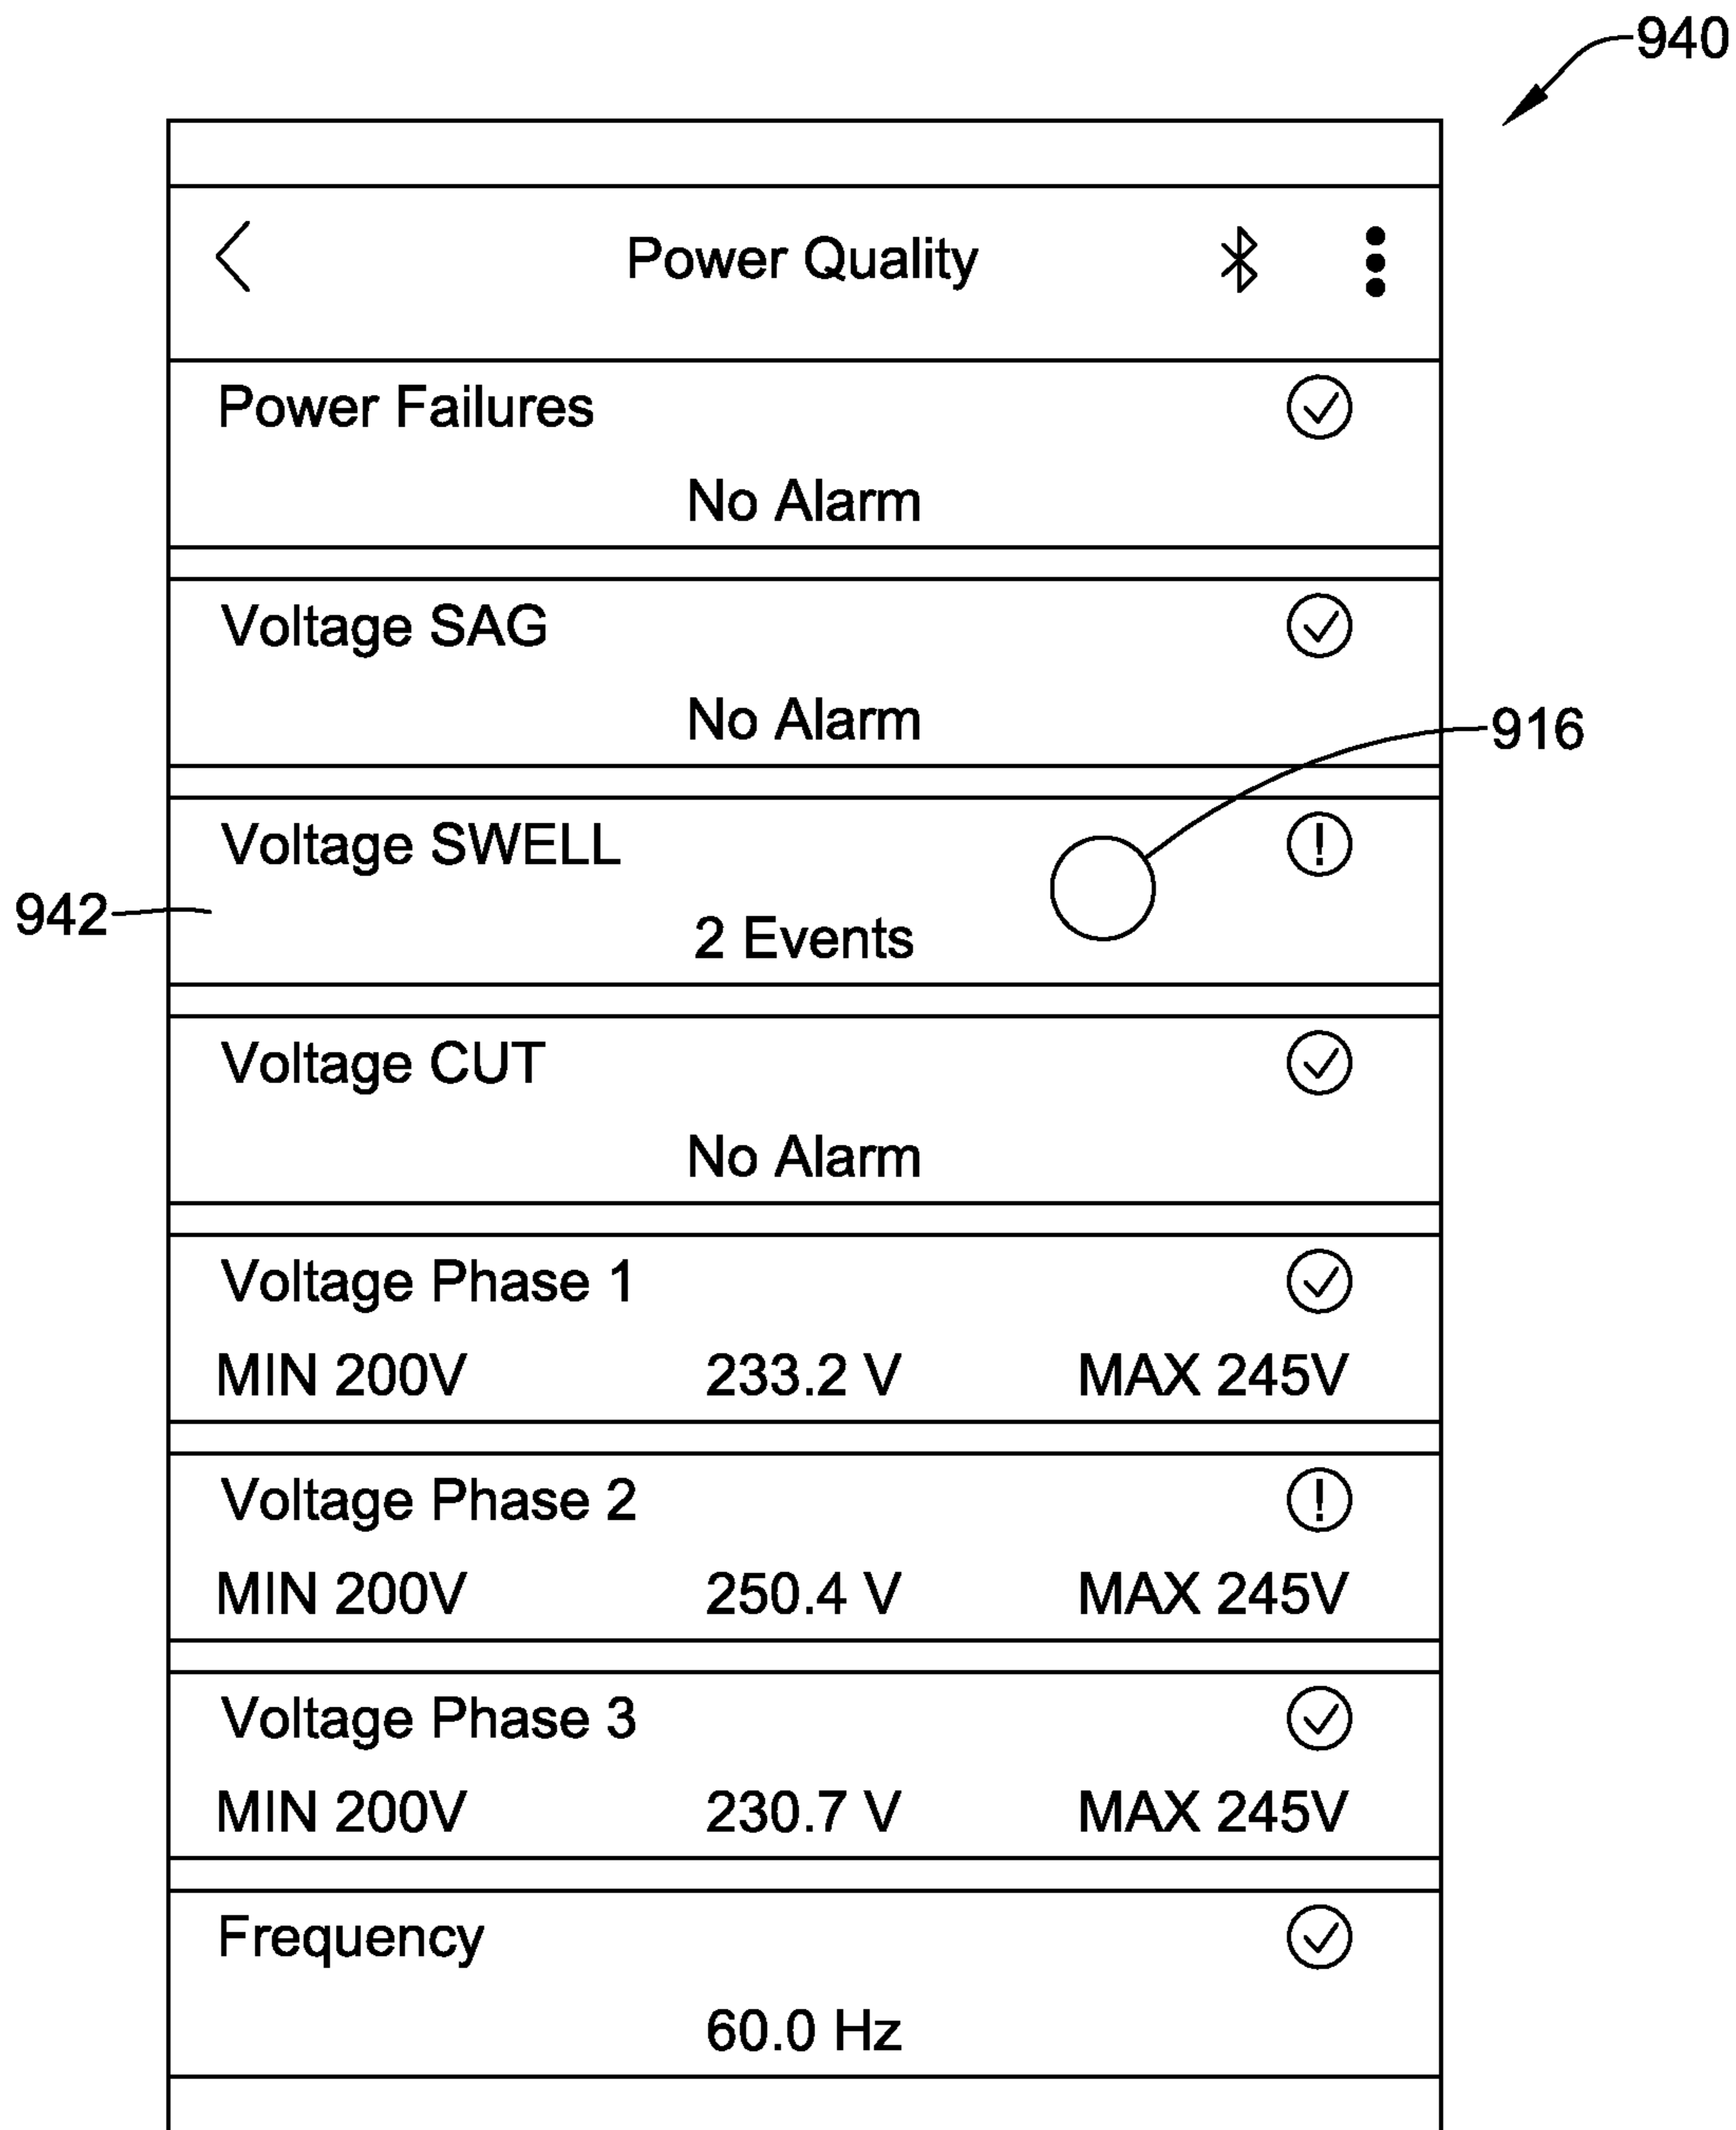 940
Power Quality
Power Failures
No Alarm
Voltage SAG
No Alarm
916
Voltage SWELL
942
2 Events
Voltage CUT
No Alarm
Voltage Phase 1
MIN 200V 233.2 V MAX 245V
Voltage Phase 2
MIN 200V 250.4 V MAX 245V
Voltage Phase 3
MIN 200V 230.7 V MAX 245V
Frequency
60.0 Hz